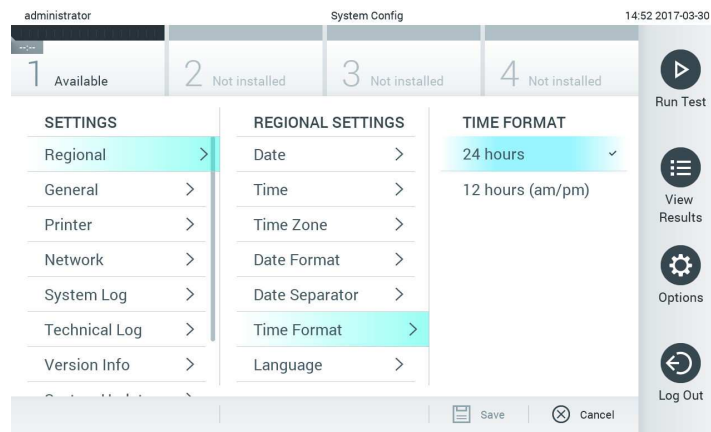 administrator
System Config
14:52 2017-03-30
--:--
1 Available
2 Not installed
3 Not installed
4 Not installed
Run Test
SETTINGS
Regional
General
Printer
Network
System Log
Technical Log
Version Info
REGIONAL SETTINGS
Date
Time
Time Zone
Date Format
Date Separator
Time Format
Language
TIME FORMAT
24 hours
12 hours (am/pm)
View
Results
Options
Log Out
Save
Cancel